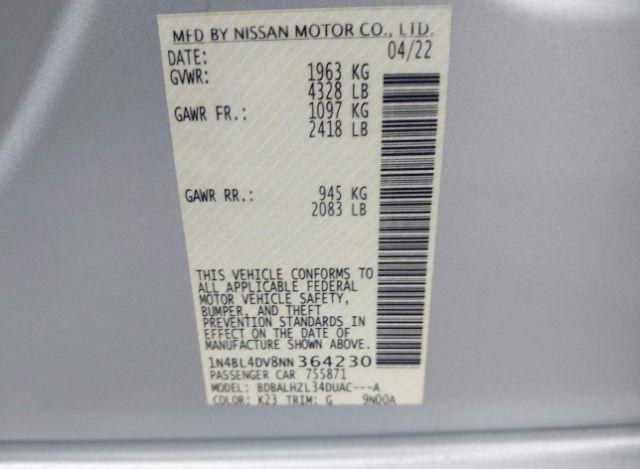 MFD BY NISSAN MOTOR CO., LTD.
DATE: 04/22
GVWR: 1963 KG
4328 LB
GAWR FR.: 1097 KG
2418 LB
GAWR RR.: 945 KG
2083 LB
THIS VEHICLE CONFORMS TO
ALL APPLICABLE FEDERAL
MOTOR VEHICLE SAFETY,
BUMPER, AND THEFT
PREVENTION STANDARDS IN
EFFECT ON THE DATE OF
MANUFACTURE SHOWN ABOVE.
1N4BL4DV8NN364230
PASSENGER CAR 755871
MODEL: BDBALHZL34DUAC---A
COLOR: K23 TRIM: G 9N00A